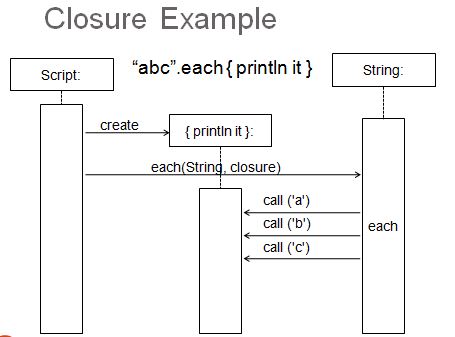 Closure Example
"abc".each{ println it }
Script:
String:
create
{ println it }:
each(String, closure)
call ('a')
call ('b')
each
call ('c')